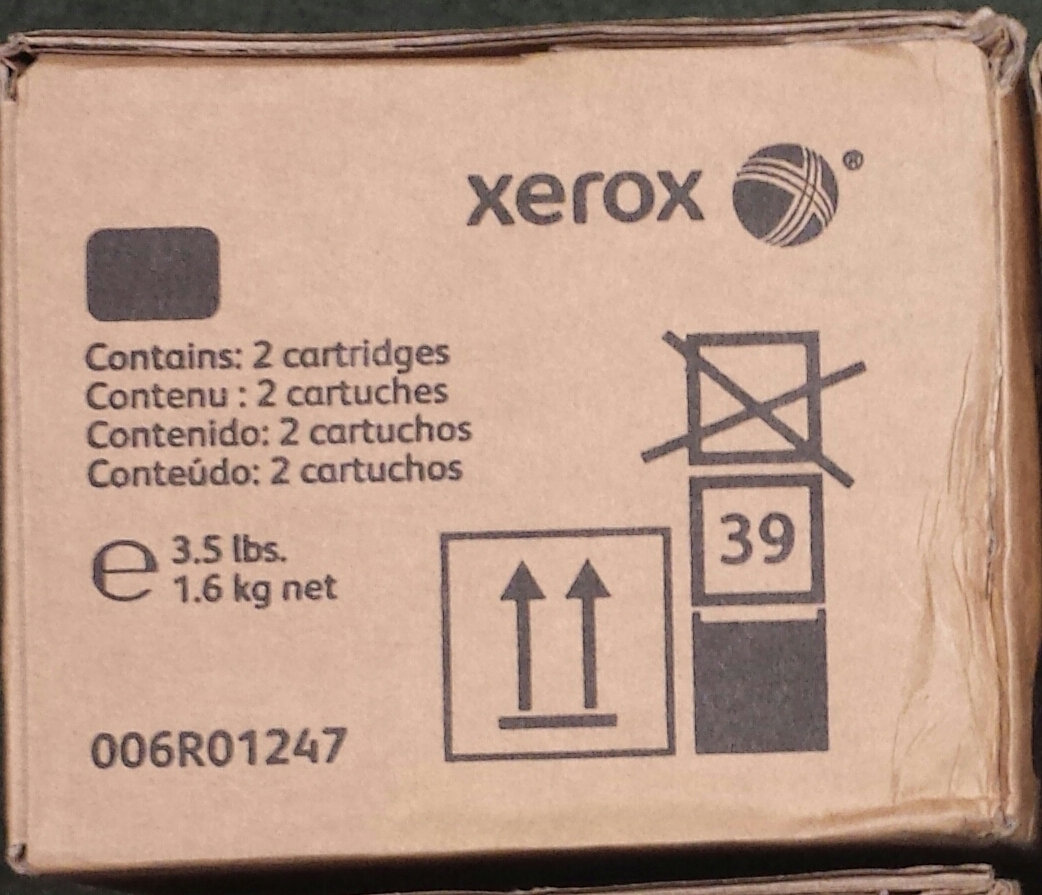 xerox ®
Contains: 2 cartridges
Contenu : 2 cartuches
Contenido: 2 cartuchos
Conteúdo: 2 cartuchos
39
e 3.5 lbs.
1.6 kg net
006R01247